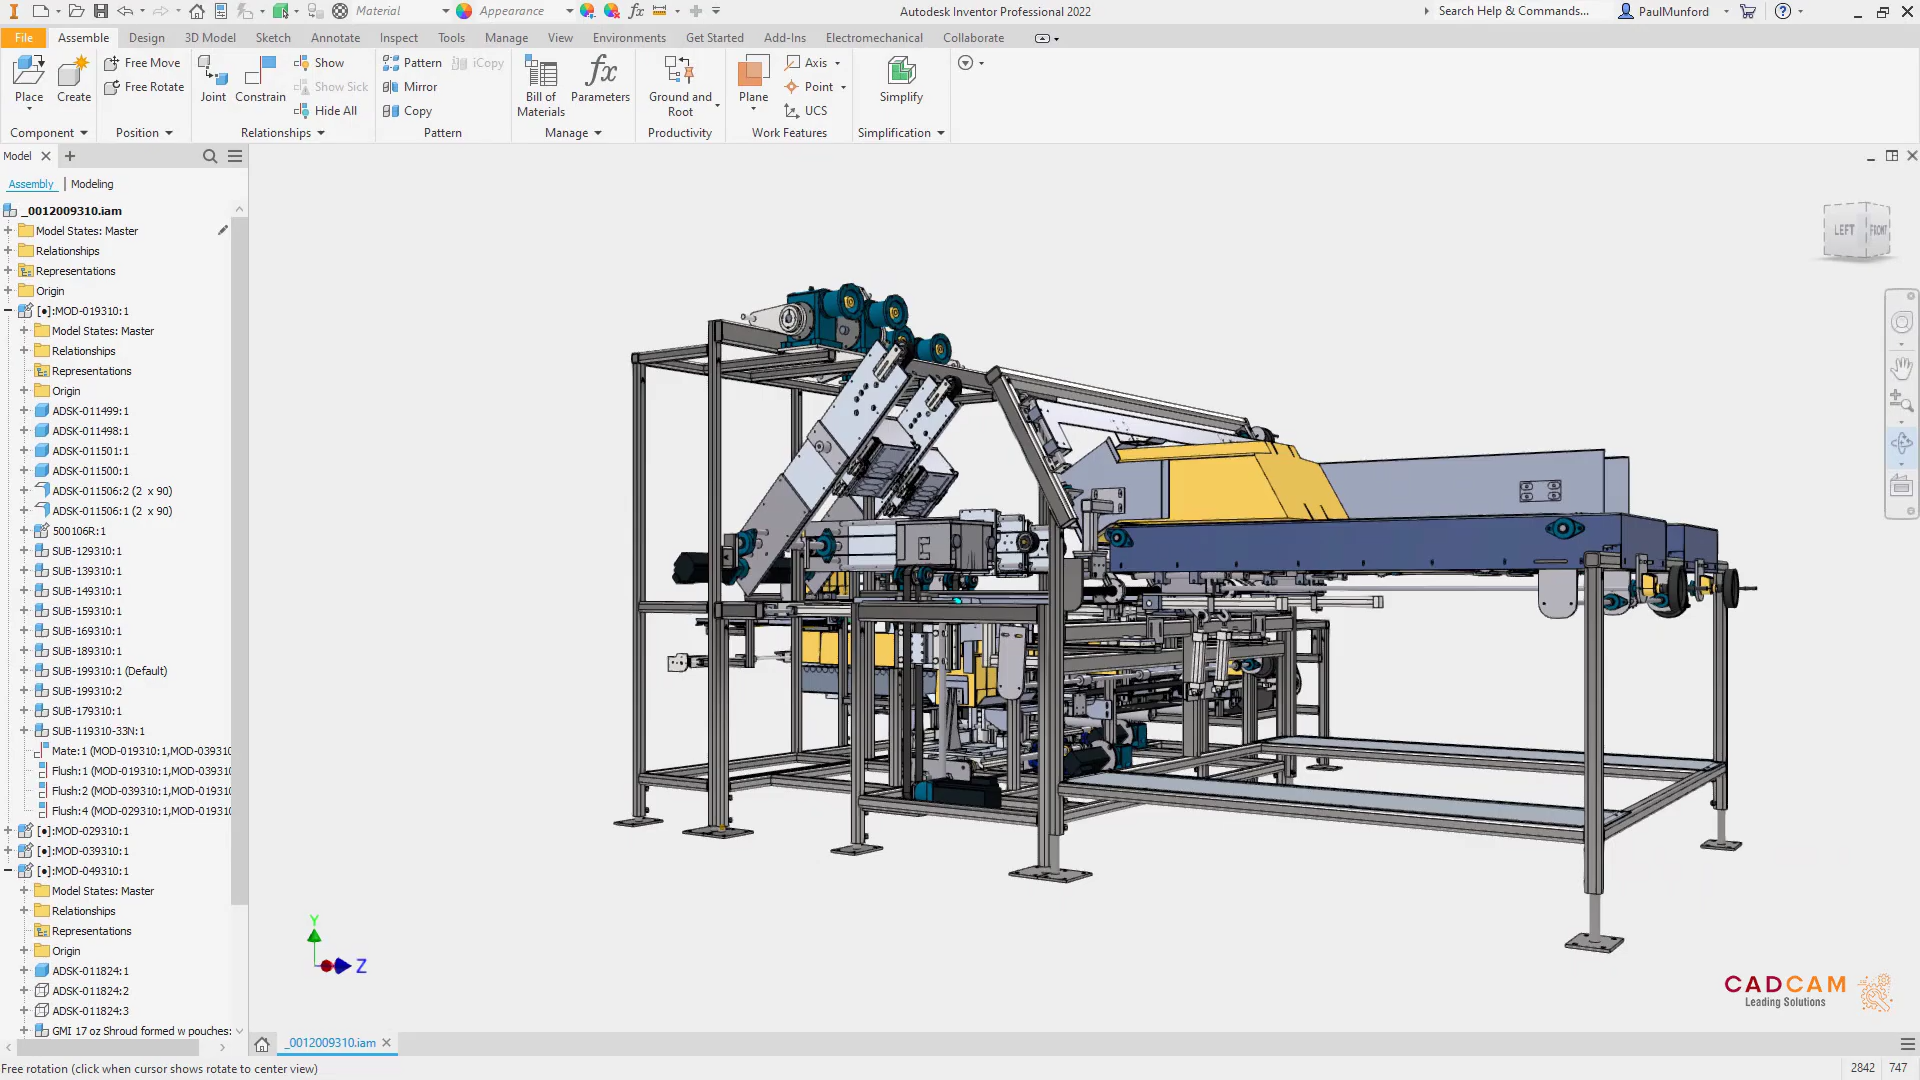 Material
Appearance
Autodesk Inventor Professional 2022
Search Help & Commands...
PaulMunford
File
Assemble
Design
3D Model
Sketch
Annotate
Inspect
Tools
Manage
View
Environments
Get Started
Add-Ins
Electromechanical
Collaborate
Place
Create
Free Move
Free Rotate
Joint
Constrain
Show
Show Sick
Hide All
Pattern
iCopy
Mirror
Copy
Bill of
Materials
Parameters
Ground and
Root
Plane
Axis
Point
UCS
Simplify
Component
Position
Relationships
Pattern
Manage
Productivity
Work Features
Simplification
Model
Assembly
Modeling
_0012009310.iam
Model States: Master
Relationships
Representations
Origin
[•]:MOD-019310:1
Model States: Master
Relationships
Representations
Origin
ADSK-011499:1
ADSK-011498:1
ADSK-011501:1
ADSK-011500:1
ADSK-011506:2 (2 x 90)
ADSK-011506:1 (2 x 90)
500106R:1
SUB-129310:1
SUB-139310:1
SUB-149310:1
SUB-159310:1
SUB-169310:1
SUB-189310:1
SUB-199310:1 (Default)
SUB-199310:2
SUB-179310:1
SUB-119310-33N:1
Mate:1 (MOD-019310:1,MOD-039310
Flush:1 (MOD-019310:1,MOD-039310
Flush:2 (MOD-039310:1,MOD-019310
Flush:4 (MOD-029310:1,MOD-019310
[•]:MOD-029310:1
[•]:MOD-039310:1
[•]:MOD-049310:1
Model States: Master
Relationships
Representations
Origin
ADSK-011824:1
ADSK-011824:2
ADSK-011824:3
GMI 17 oz Shroud formed w pouches:
LEFT
FRONT
Y
Z
CADCAM
Leading Solutions
_0012009310.iam
Free rotation (click when cursor shows rotate to center view)
2842
747